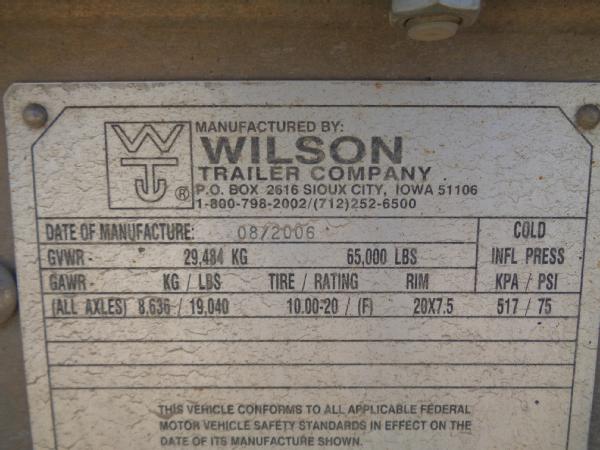 MANUFACTURED BY:
WILSON
TRAILER COMPANY
P.O. BOX 2616 SIOUX CITY, IOWA 51106
1-800-798-2002/(712)252-6500
WT ®
DATE OF MANUFACTURE: 08/2006 COLD
GVWR - 29,484 KG 65,000 LBS INFL PRESS
GAWR - KG / LBS TIRE / RATING RIM KPA / PSI
(ALL AXLES) 8,636 / 19,040 10.00-20 / (F) 20X7.5 517 / 75
THIS VEHICLE CONFORMS TO ALL APPLICABLE FEDERAL
MOTOR VEHICLE SAFETY STANDARDS IN EFFECT ON THE
DATE OF ITS MANUFACTURE SHOWN.